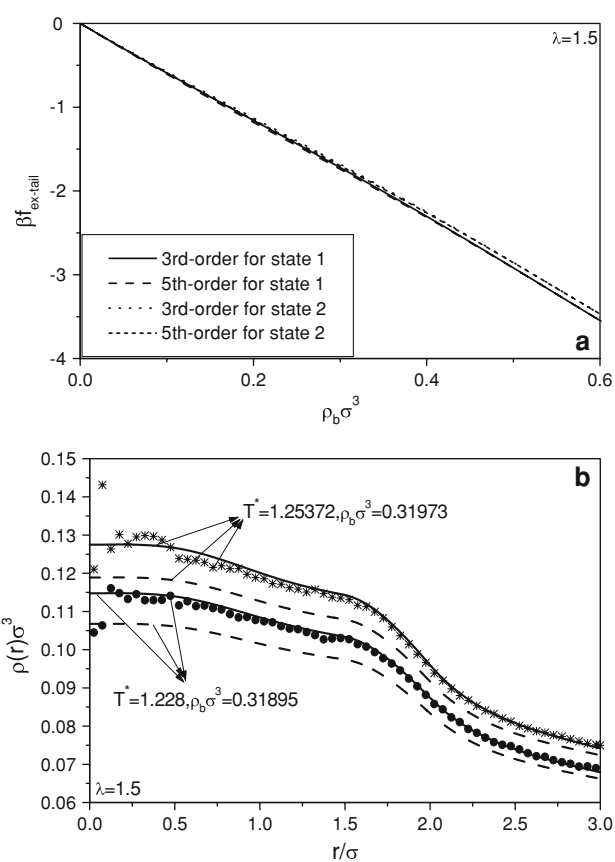 λ=1.5
0
-1
-2
-3
-4
βf_ex-tail
3rd-order for state 1
5th-order for state 1
3rd-order for state 2
5th-order for state 2
a
0.0 0.2 0.4 0.6
ρ_bσ^3
b
0.15
0.14
0.13
0.12
0.11
0.10
0.09
0.08
0.07
0.06
ρ(r)σ^3
T^*=1.25372,ρ_bσ^3=0.31973
T^*=1.228,ρ_bσ^3=0.31895
λ=1.5
0.0 0.5 1.0 1.5 2.0 2.5 3.0
r/σ